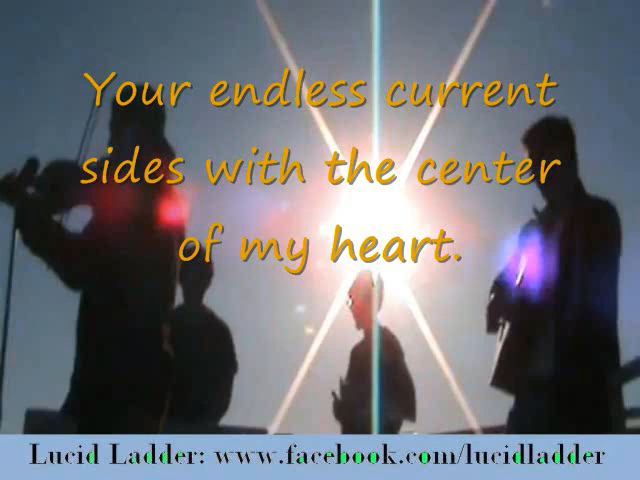 Your endless current
sides with the center
of my heart.
Lucid Ladder: www.facebook.com/lucidladder